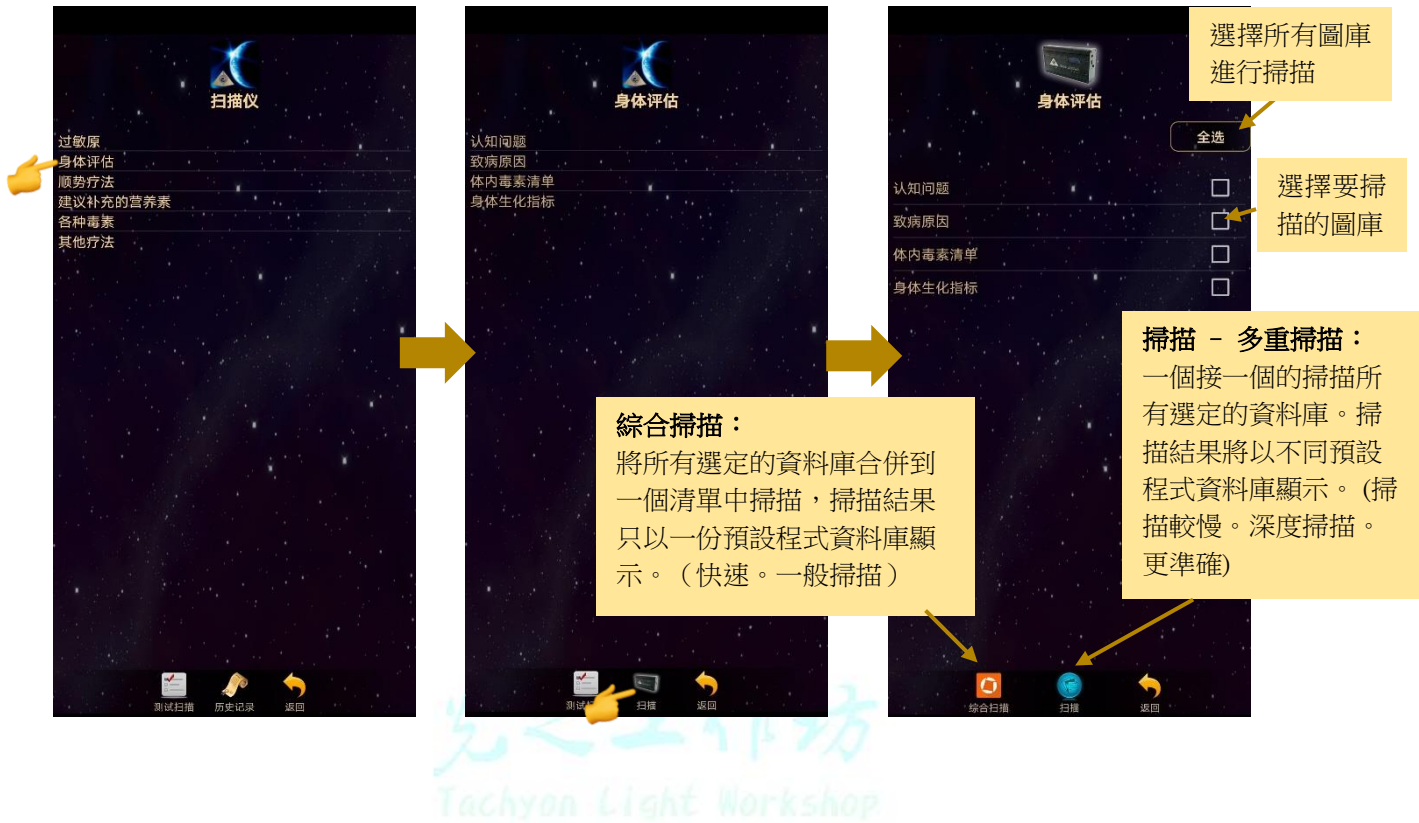 扫描仪
过敏原
身体评估
顺势疗法
建议补充的营养素
各种毒素
其他疗法
测试扫描
历史记录
返回
身体评估
认知问题
致病原因
体内毒素清单
身体生化指标
测试
扫描
返回
身体评估
全选
认知问题
致病原因
体内毒素清单
身体生化指标
综合扫描
扫描
返回
選擇所有圖庫
進行掃描
選擇要掃
描的圖庫
綜合掃描：
將所有選定的資料庫合併到
一個清單中掃描，掃描結果
只以一份預設程式資料庫顯
示。（快速。一般掃描）
掃描 - 多重掃描：
一個接一個的掃描所
有選定的資料庫。掃
描結果將以不同預設
程式資料庫顯示。(掃
描較慢。深度掃描。
更準確)
光之工作坊
Tachyon Light Workshop